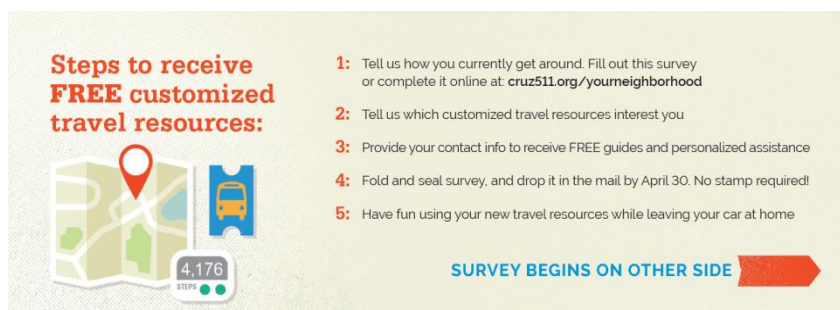 Steps to receive
FREE customized
travel resources:
4,176
STEPS
1: Tell us how you currently get around. Fill out this survey
or complete it online at: cruz511.org/yourneighborhood
2: Tell us which customized travel resources interest you
3: Provide your contact info to receive FREE guides and personalized assistance
4: Fold and seal survey, and drop it in the mail by April 30. No stamp required!
5: Have fun using your new travel resources while leaving your car at home
SURVEY BEGINS ON OTHER SIDE